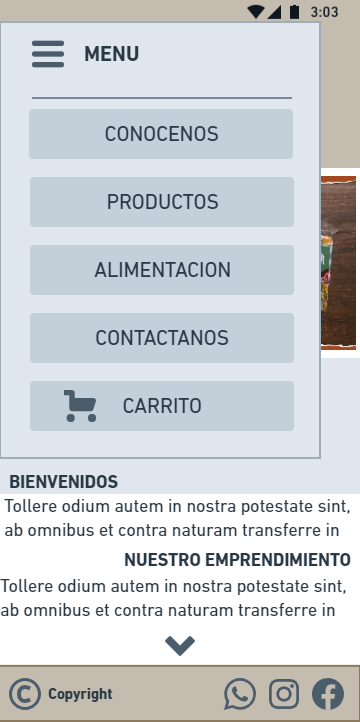 3:03
MENU
CONOCENOS
PRODUCTOS
ALIMENTACION
CONTACTANOS
CARRITO
BIENVENIDOS
Tollere odium autem in nostra potestate sint,
ab omnibus et contra naturam transferre in
NUESTRO EMPRENDIMIENTO
Tollere odium autem in nostra potestate sint,
ab omnibus et contra naturam transferre in
© Copyright